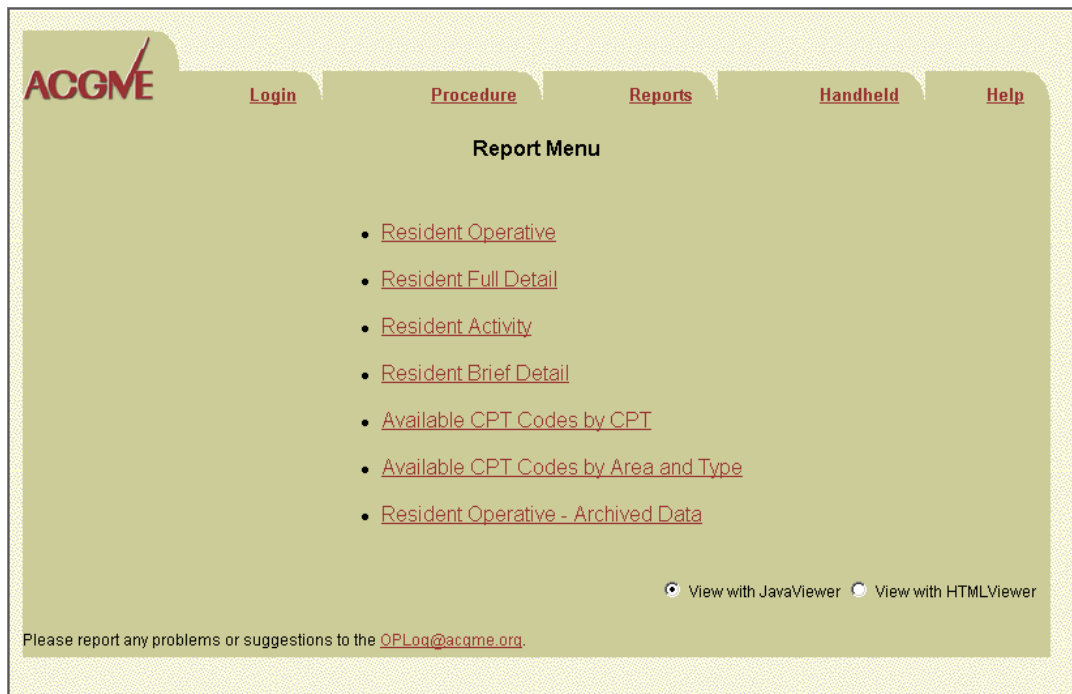 ACGME
Login Procedure Reports Handheld Help
Report Menu
Resident Operative
Resident Full Detail
Resident Activity
Resident Brief Detail
Available CPT Codes by CPT
Available CPT Codes by Area and Type
Resident Operative - Archived Data
View with JavaViewer View with HTMLViewer
Please report any problems or suggestions to the OPLog@acgme.org.